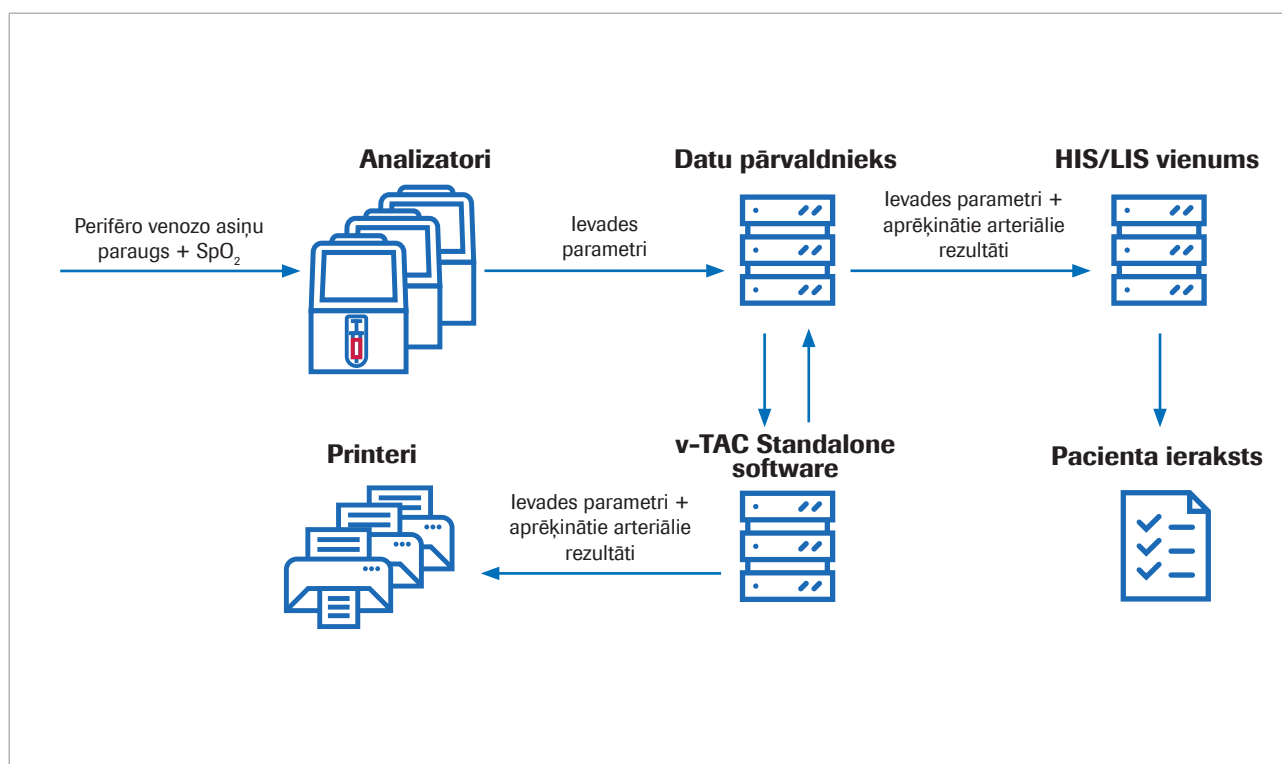 Analizatori
Datu pārvaldnieks
HIS/LIS vienums
Perifēro venozo asiņu
paraugs + SpO₂
Ievades
parametri
Ievades parametri +
aprēķinātie arteriālie
rezultāti
Printeri
v-TAC Standalone
software
Pacienta ieraksts
Ievades parametri +
aprēķinātie arteriālie
rezultāti